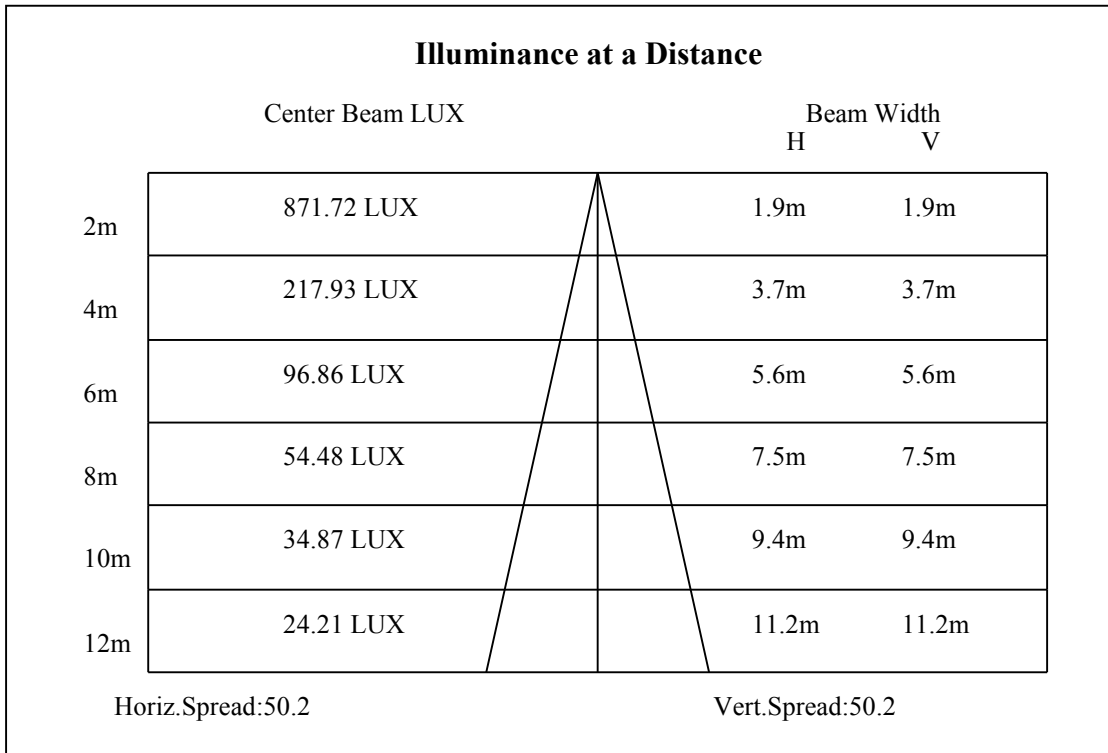 Illuminance at a Distance
Center Beam LUX Beam Width
H V
2m 871.72 LUX 1.9m 1.9m
4m 217.93 LUX 3.7m 3.7m
6m 96.86 LUX 5.6m 5.6m
8m 54.48 LUX 7.5m 7.5m
10m 34.87 LUX 9.4m 9.4m
12m 24.21 LUX 11.2m 11.2m
Horiz.Spread:50.2 Vert.Spread:50.2